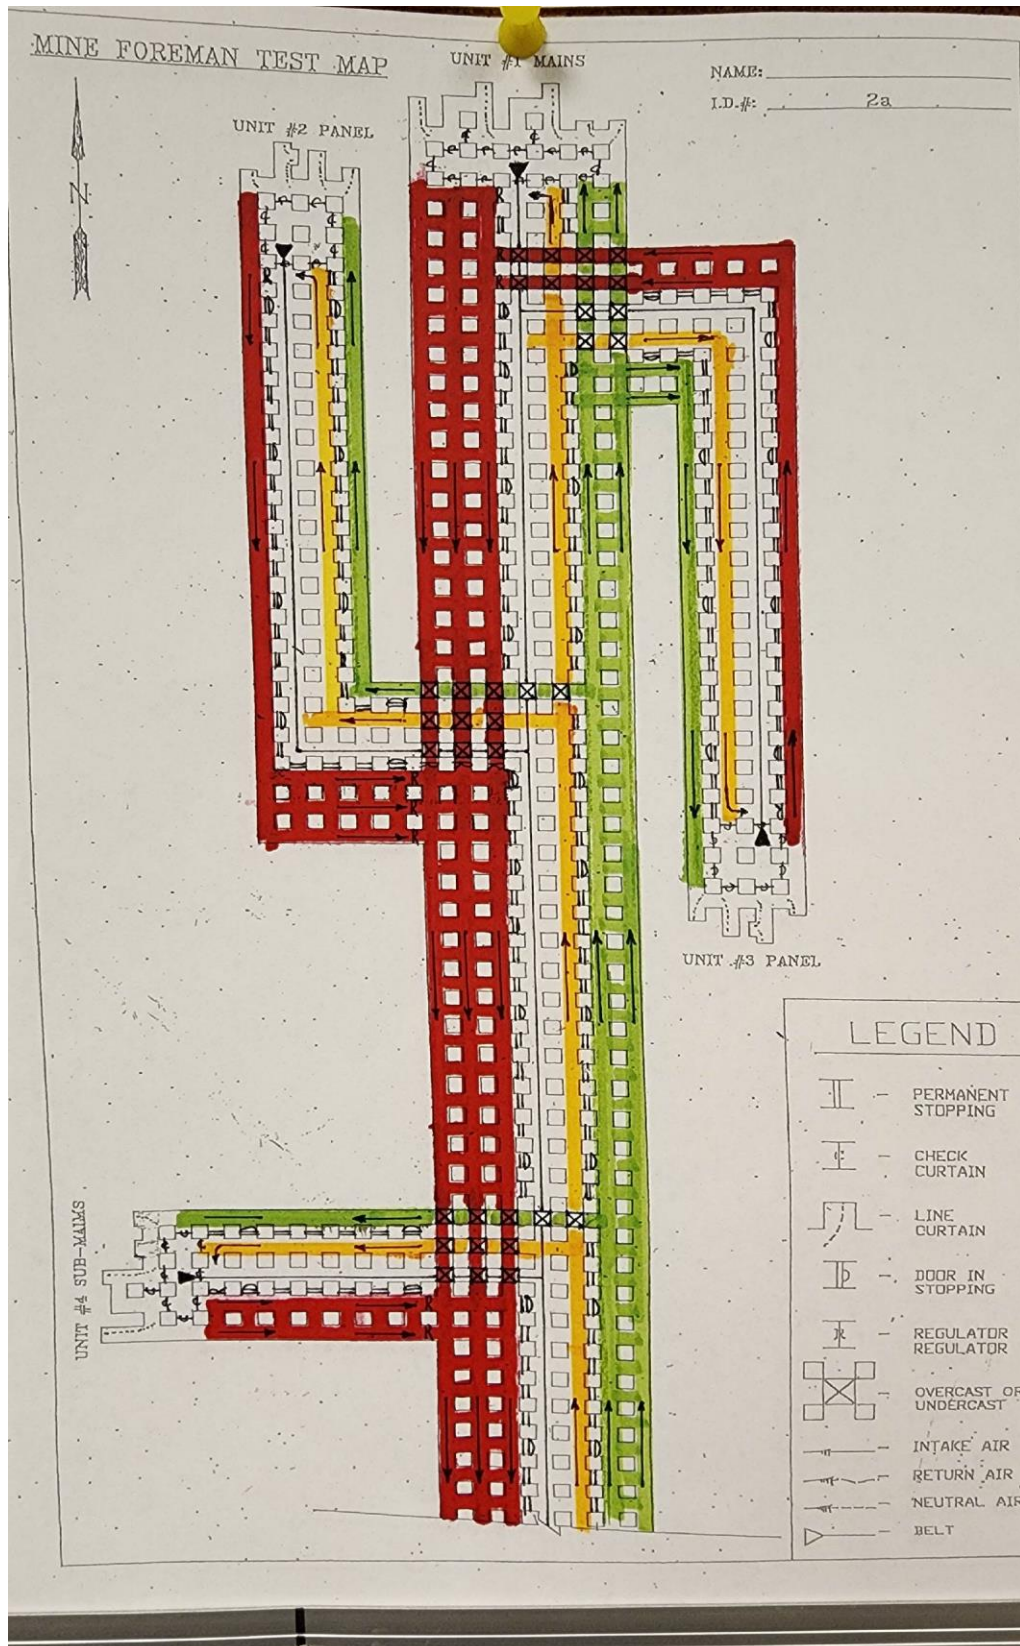 MINE FOREMAN TEST MAP
UNIT #1 MAINS
NAME:
I.D.#: 2a
UNIT #2 PANEL
N
UNIT #3 PANEL
UNIT #4 SUB-MAIMS
LEGEND
PERMANENT
STOPPING
CHECK
CURTAIN
LINE
CURTAIN
DOOR IN
STOPPING
REGULATOR
REGULATOR
OVERCAST OR
UNDERCAST
INTAKE AIR
RETURN AIR
NEUTRAL AIR
BELT